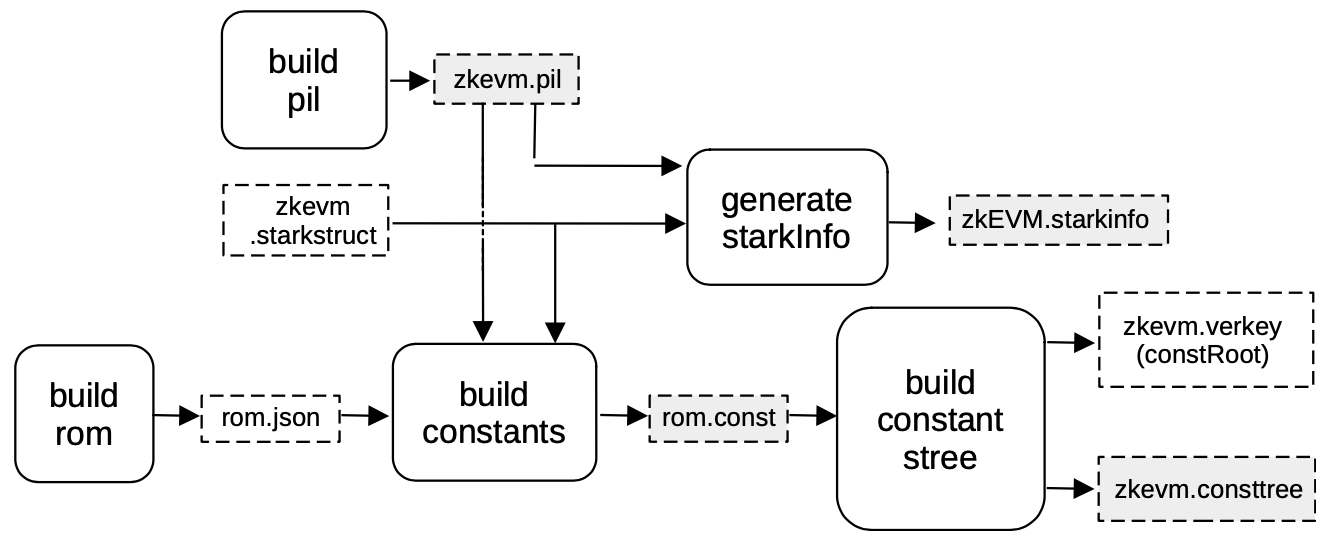 build
pil
zkevm.pil
zkevm
.starkstruct
generate
starkInfo
zkEVM.starkinfo
build
rom
rom.json
build
constants
rom.const
build
constant
stree
zkevm.verkey
(constRoot)
zkevm.consttree